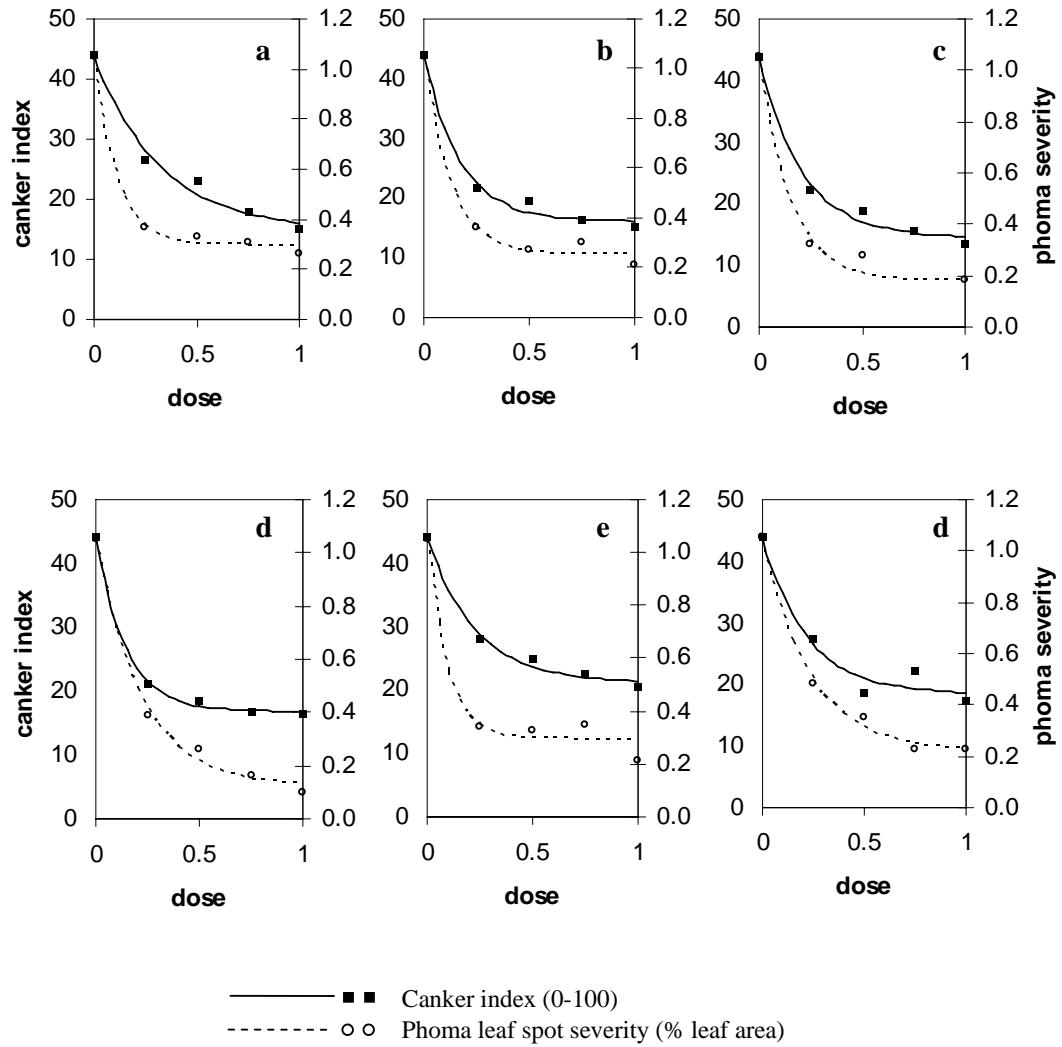 50 1.2 50 1.2 50 1.2
a b c
40 1.0 40 1.0 40 1.0
30 0.8 30 0.8 30 0.8
0.6 0.6 0.6
20 20 20
0.4 0.4 0.4
10 0.2 10 0.2 10 0.2
0 0.0 0 0.0 0 0.0
canker index
phoma severity
0 0.5 1 0 0.5 1 0 0.5 1
dose dose dose
50 1.2 50 1.2 50 1.2
d e d
40 1.0 40 1.0 40 1.0
30 0.8 30 0.8 30 0.8
0.6 0.6 0.6
20 20 20
0.4 0.4 0.4
10 0.2 10 0.2 10 0.2
0 0.0 0 0.0 0 0.0
canker index
phoma severity
0 0.5 1 0 0.5 1 0 0.5 1
dose dose dose
Canker index (0-100)
Phoma leaf spot severity (% leaf area)